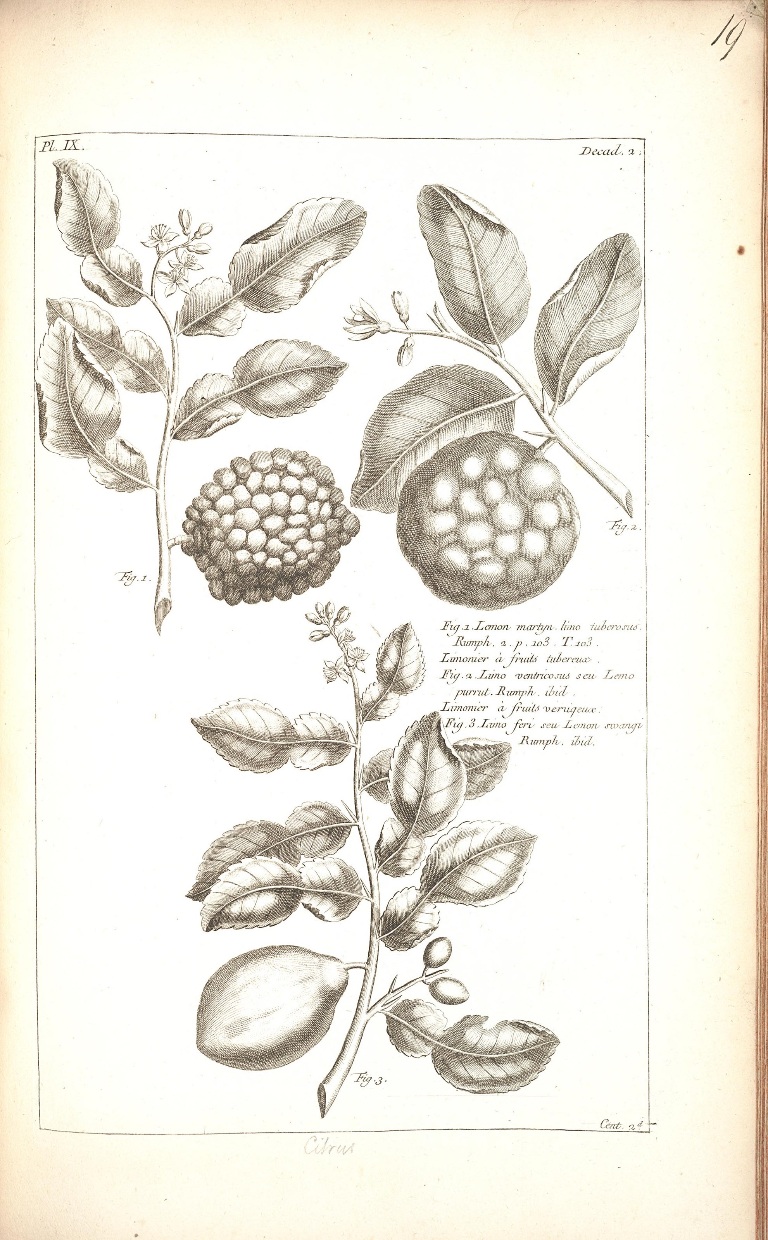 19
Pl. IX.
Decad. 2.
Fig. 1.
Fig. 2.
Fig. 1. Lemon martyn. limo tuberosus.
Rumph. 2. p. 103. T. 103.
Limonier à fruits tubereux.
Fig. 2. Limo ventricosus seu Lemo
purrut. Rumph. ibid.
Limonier à fruits veruqeux.
Fig. 3. Limo feri seu Lemon swangi
Rumph. ibid.
Fig. 3.
Cent. 2d
Citrus